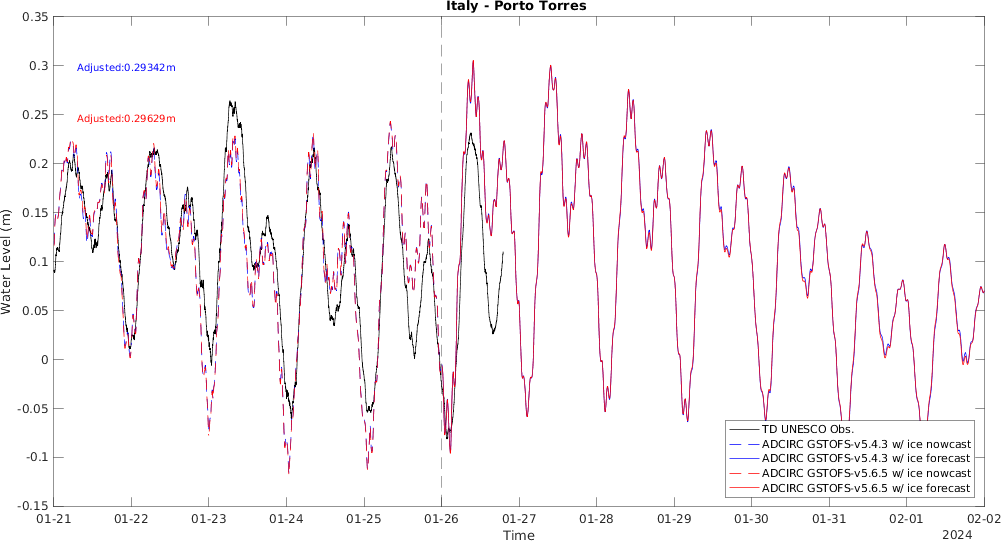 Italy - Porto Torres
0.35
0.3
0.25
0.2
0.15
0.1
0.05
0
-0.05
-0.1
-0.15
Water Level (m)
Adjusted:0.29342m
Adjusted:0.29629m
TD UNESCO Obs.
ADCIRC GSTOFS-v5.4.3 w/ ice nowcast
ADCIRC GSTOFS-v5.4.3 w/ ice forecast
ADCIRC GSTOFS-v5.6.5 w/ ice nowcast
ADCIRC GSTOFS-v5.6.5 w/ ice forecast
01-21 01-22 01-23 01-24 01-25 01-26 01-27 01-28 01-29 01-30 01-31 02-01 02-02
Time
2024